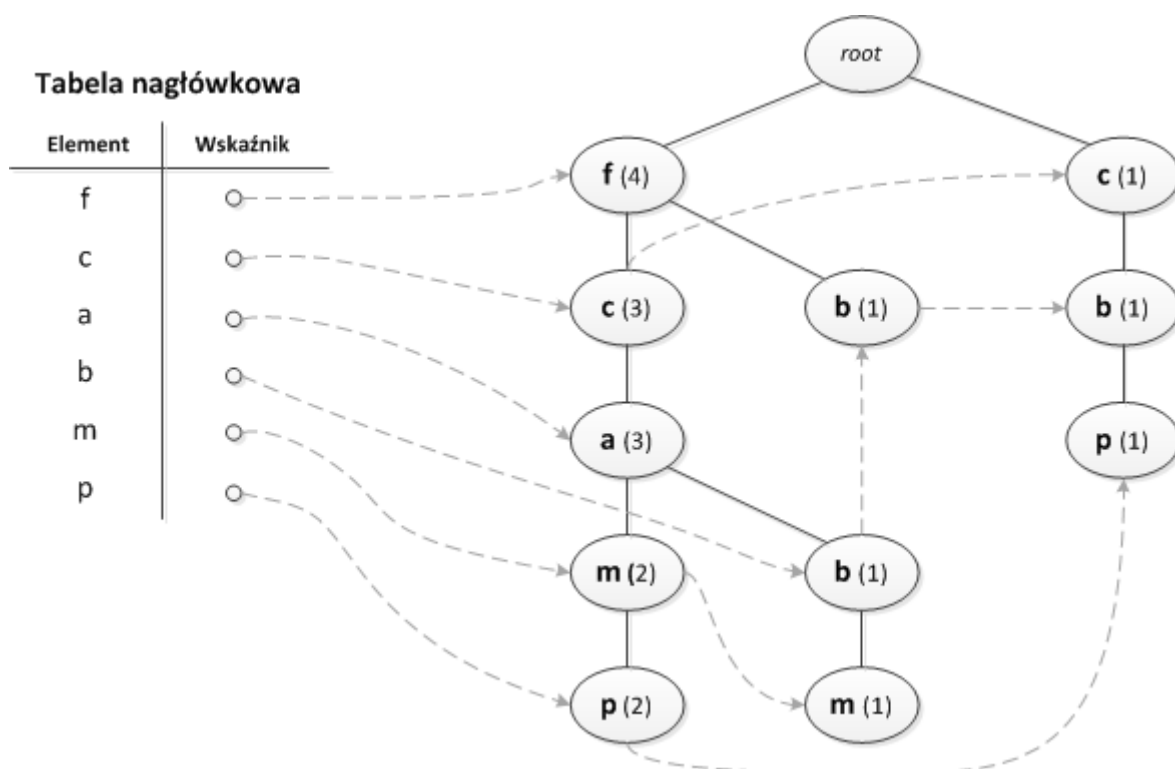 Tabela nagłówkowa
Element Wskaźnik
f
c
a
b
m
p
root
f (4)
c (1)
c (3)
b (1)
b (1)
a (3)
p (1)
m (2)
b (1)
p (2)
m (1)